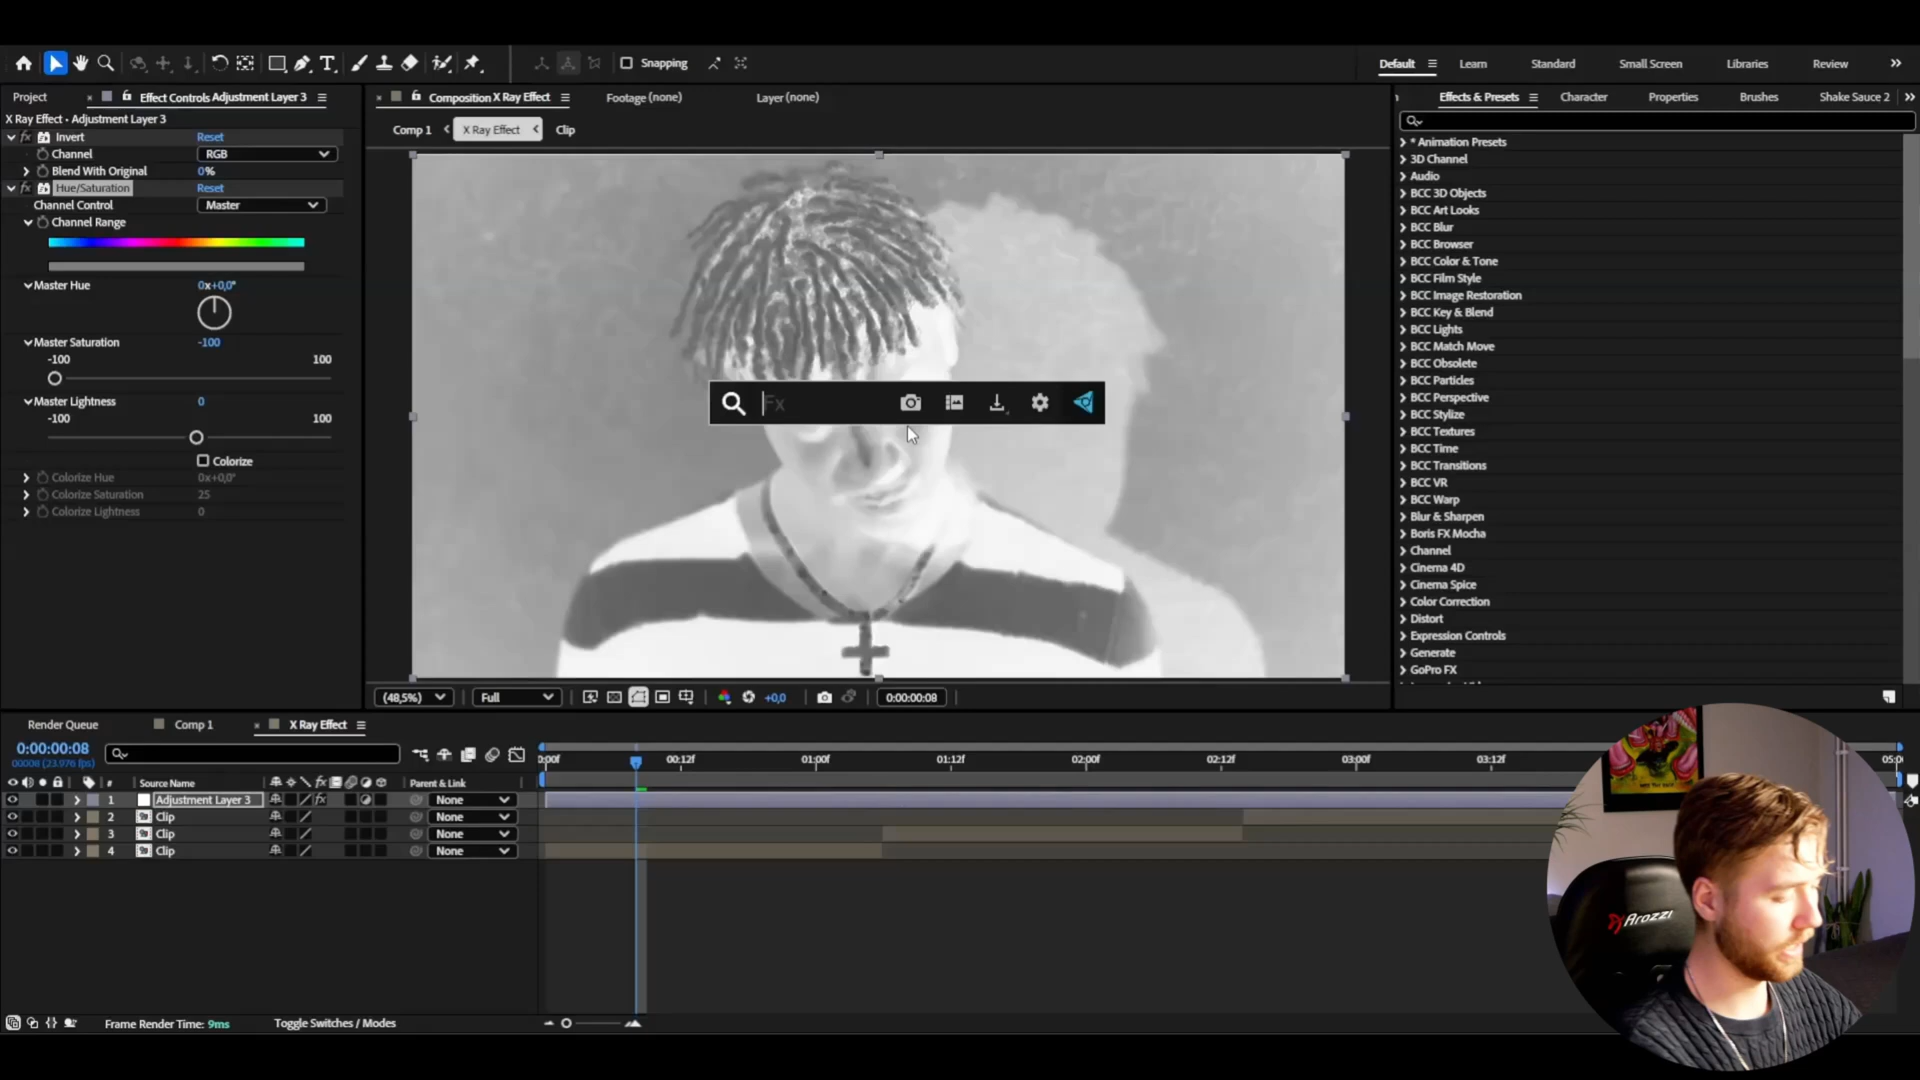 Snapping
Default
Learn
Standard
Small Screen
Libraries
Review
Project
Effect Controls Adjustment Layer 3
Composition X Ray Effect
Footage (none)
Layer (none)
Effects & Presets
Character
Properties
Brushes
Shake Sauce 2
X Ray Effect • Adjustment Layer 3
Comp 1
X Ray Effect
Clip
fx Invert
Reset
Channel
RGB
Blend With Original
0%
fx Hue/Saturation
Reset
Channel Control
Master
Channel Range
Master Hue
0x+0,0°
Master Saturation
-100
-100
100
Master Lightness
0
-100
100
Colorize
Colorize Hue
0x+0,0°
Colorize Saturation
25
Colorize Lightness
0
Fx
* Animation Presets
3D Channel
Audio
BCC 3D Objects
BCC Art Looks
BCC Blur
BCC Browser
BCC Color & Tone
BCC Film Style
BCC Image Restoration
BCC Key & Blend
BCC Lights
BCC Match Move
BCC Obsolete
BCC Particles
BCC Perspective
BCC Stylize
BCC Textures
BCC Time
BCC Transitions
BCC VR
BCC Warp
Blur & Sharpen
Boris FX Mocha
Channel
Cinema 4D
Cinema Spice
Color Correction
Distort
Expression Controls
Generate
GoPro FX
(48,5%)
Full
+0,0
0:00:00:08
Render Queue
Comp 1
X Ray Effect
0:00:00:08
00008 (23.976 fps)
0:00f
00:12f
01:00f
01:12f
02:00f
02:12f
03:00f
03:12f
05:0
#
Source Name
fx
Parent & Link
1
Adjustment Layer 3
fx
None
2
Clip
None
3
Clip
None
4
Clip
None
Frame Render Time: 9ms
Toggle Switches / Modes
Arozzi